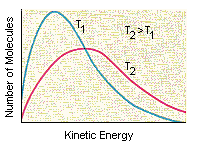 Number of Molecules
T1
T2>T1
T2
Kinetic Energy